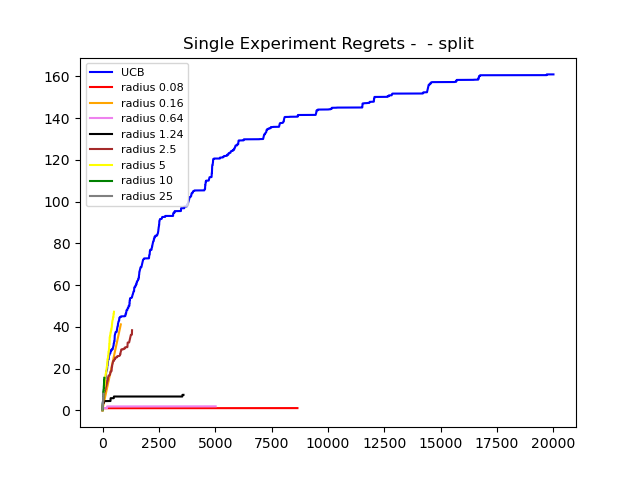 Single Experiment Regrets -  - split
UCB
radius 0.08
radius 0.16
radius 0.64
radius 1.24
radius 2.5
radius 5
radius 10
radius 25
160
140
120
100
80
60
40
20
0
0 2500 5000 7500 10000 12500 15000 17500 20000